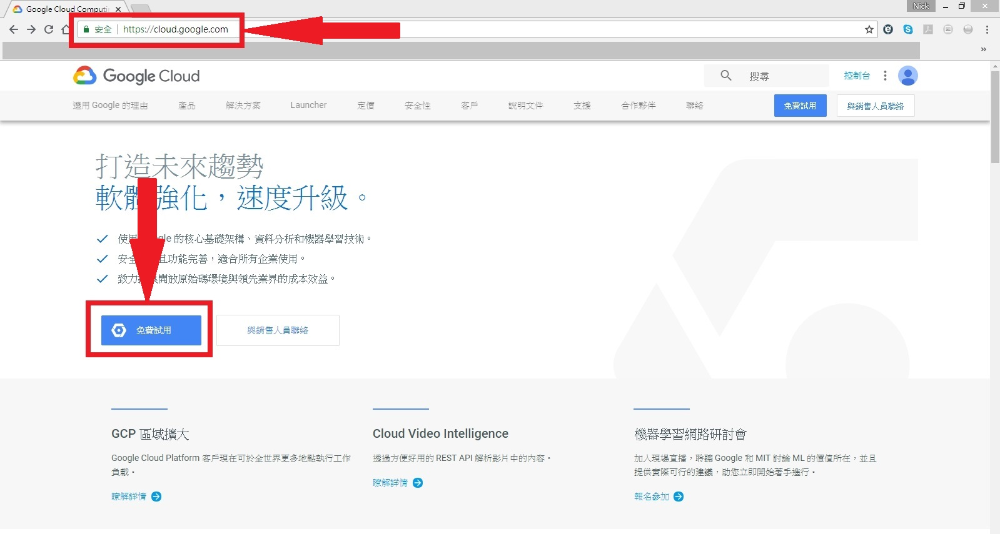 Google Cloud Computi
Nick
安全 https://cloud.google.com
Google Cloud
搜尋
控制台
選用 Google 的理由 產品 解決方案 Launcher 定價 安全性 客戶 說明文件 支援 合作夥伴 聯絡
免費試用 與銷售人員聯絡
打造未來趨勢
軟體強化，速度升級。
使用 gle 的核心基礎架構、資料分析和機器學習技術。
安全 且功能完善，適合所有企業使用。
致力 開放原始碼環境與領先業界的成本效益。
免費試用 與銷售人員聯絡
GCP 區域擴大
Google Cloud Platform 客戶現在可於全世界更多地點執行工作
負載。
瞭解詳情
Cloud Video Intelligence
透過方便好用的 REST API 解析影片中的內容。
瞭解詳情
機器學習網路研討會
加入現場直播，聆聽 Google 和 MIT 討論 ML 的價值所在，並且
提供實際可行的建議，助您立即開始著手進行。
報名參加